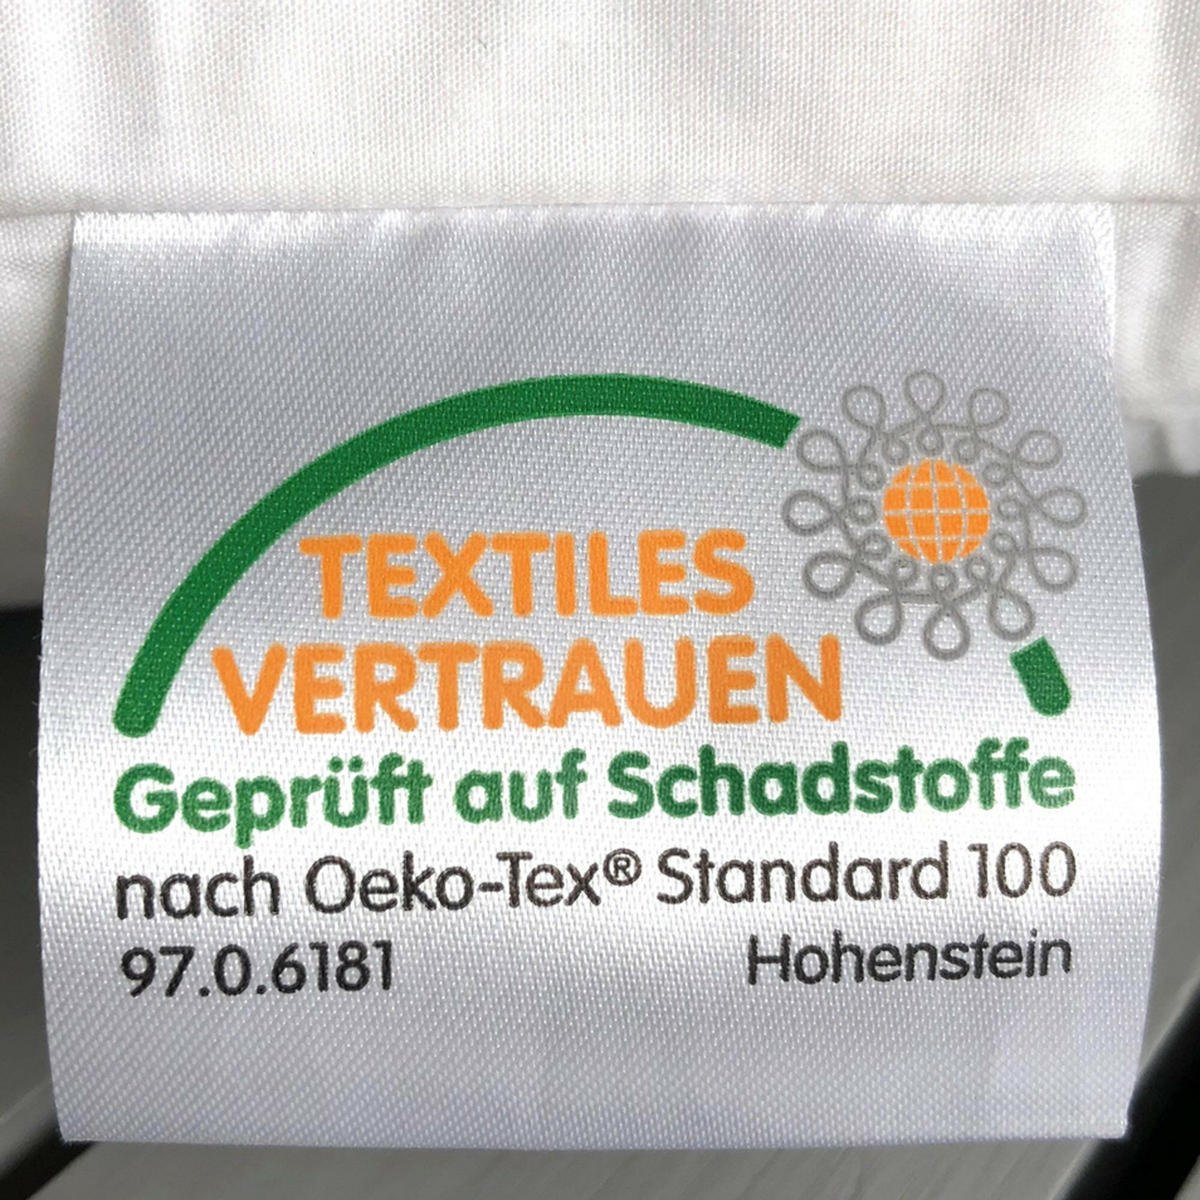 TEXTILES
VERTRAUEN
Geprüft auf Schadstoffe
nach Oeko-Tex® Standard 100
97.0.6181 Hohenstein